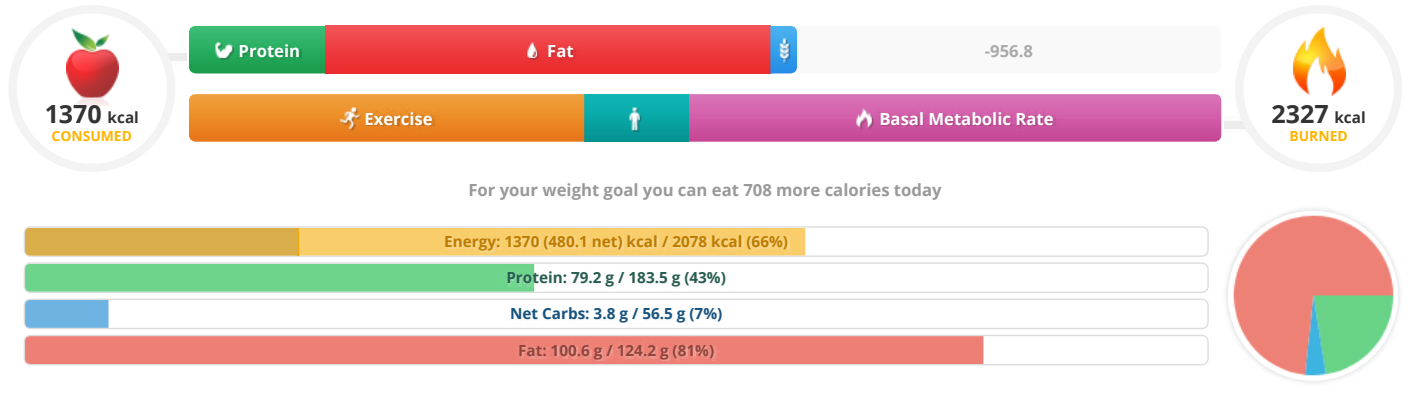 1370 kcal
CONSUMED
Protein
Fat
-956.8
Exercise
Basal Metabolic Rate
2327 kcal
BURNED
For your weight goal you can eat 708 more calories today
Energy: 1370 (480.1 net) kcal / 2078 kcal (66%)
Protein: 79.2 g / 183.5 g (43%)
Net Carbs: 3.8 g / 56.5 g (7%)
Fat: 100.6 g / 124.2 g (81%)